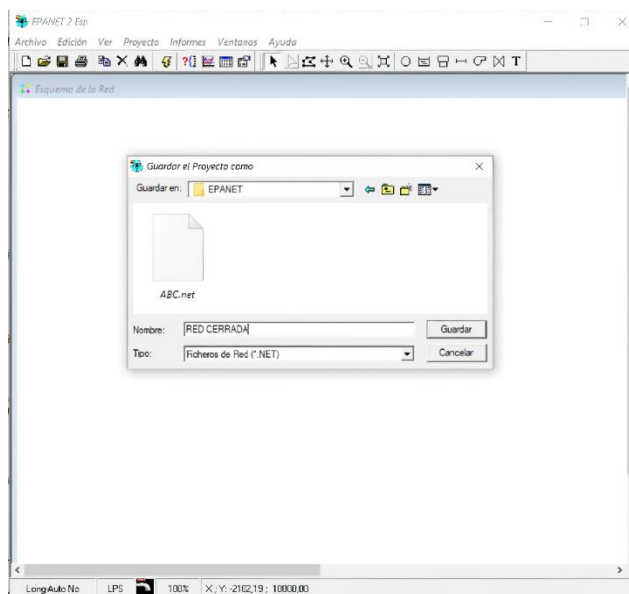 EPANET 2 Esp
Archivo Edición Ver Proyecto Informes Ventanas Ayuda
T
Esquema de la Red
Guardar el Proyecto como
Guardar en: EPANET
ABC.net
Nombre: RED CERRADA Guardar
Tipo: Ficheros de Red (*.NET) Cancelar
Long-Auto No LPS 100% X ; Y: -2102,19 ; 10000,00